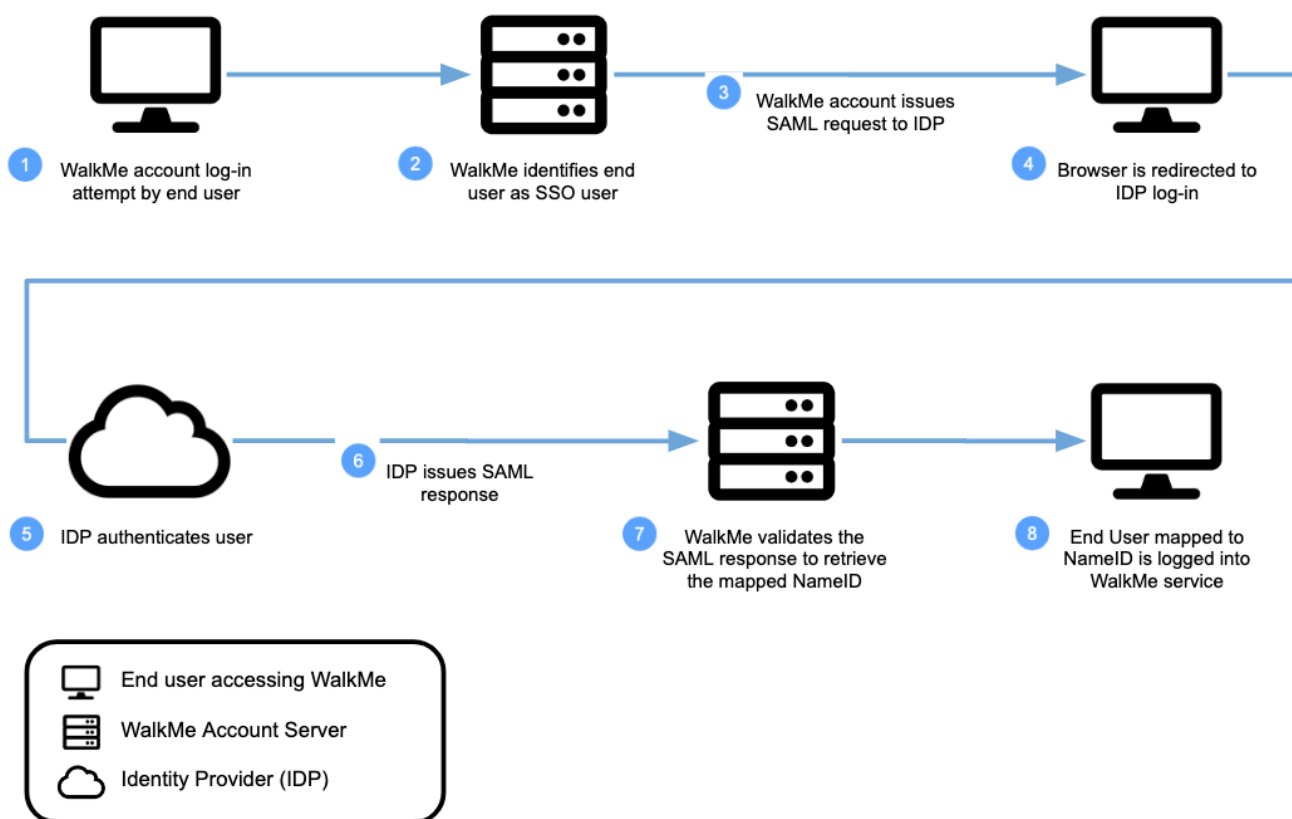 1
WalkMe account log-in
attempt by end user
2
WalkMe identifies end
user as SSO user
3
WalkMe account issues
SAML request to IDP
4
Browser is redirected to
IDP log-in
5
IDP authenticates user
6
IDP issues SAML
response
7
WalkMe validates the
SAML response to retrieve
the mapped NameID
8
End User mapped to
NameID is logged into
WalkMe service
End user accessing WalkMe
WalkMe Account Server
Identity Provider (IDP)